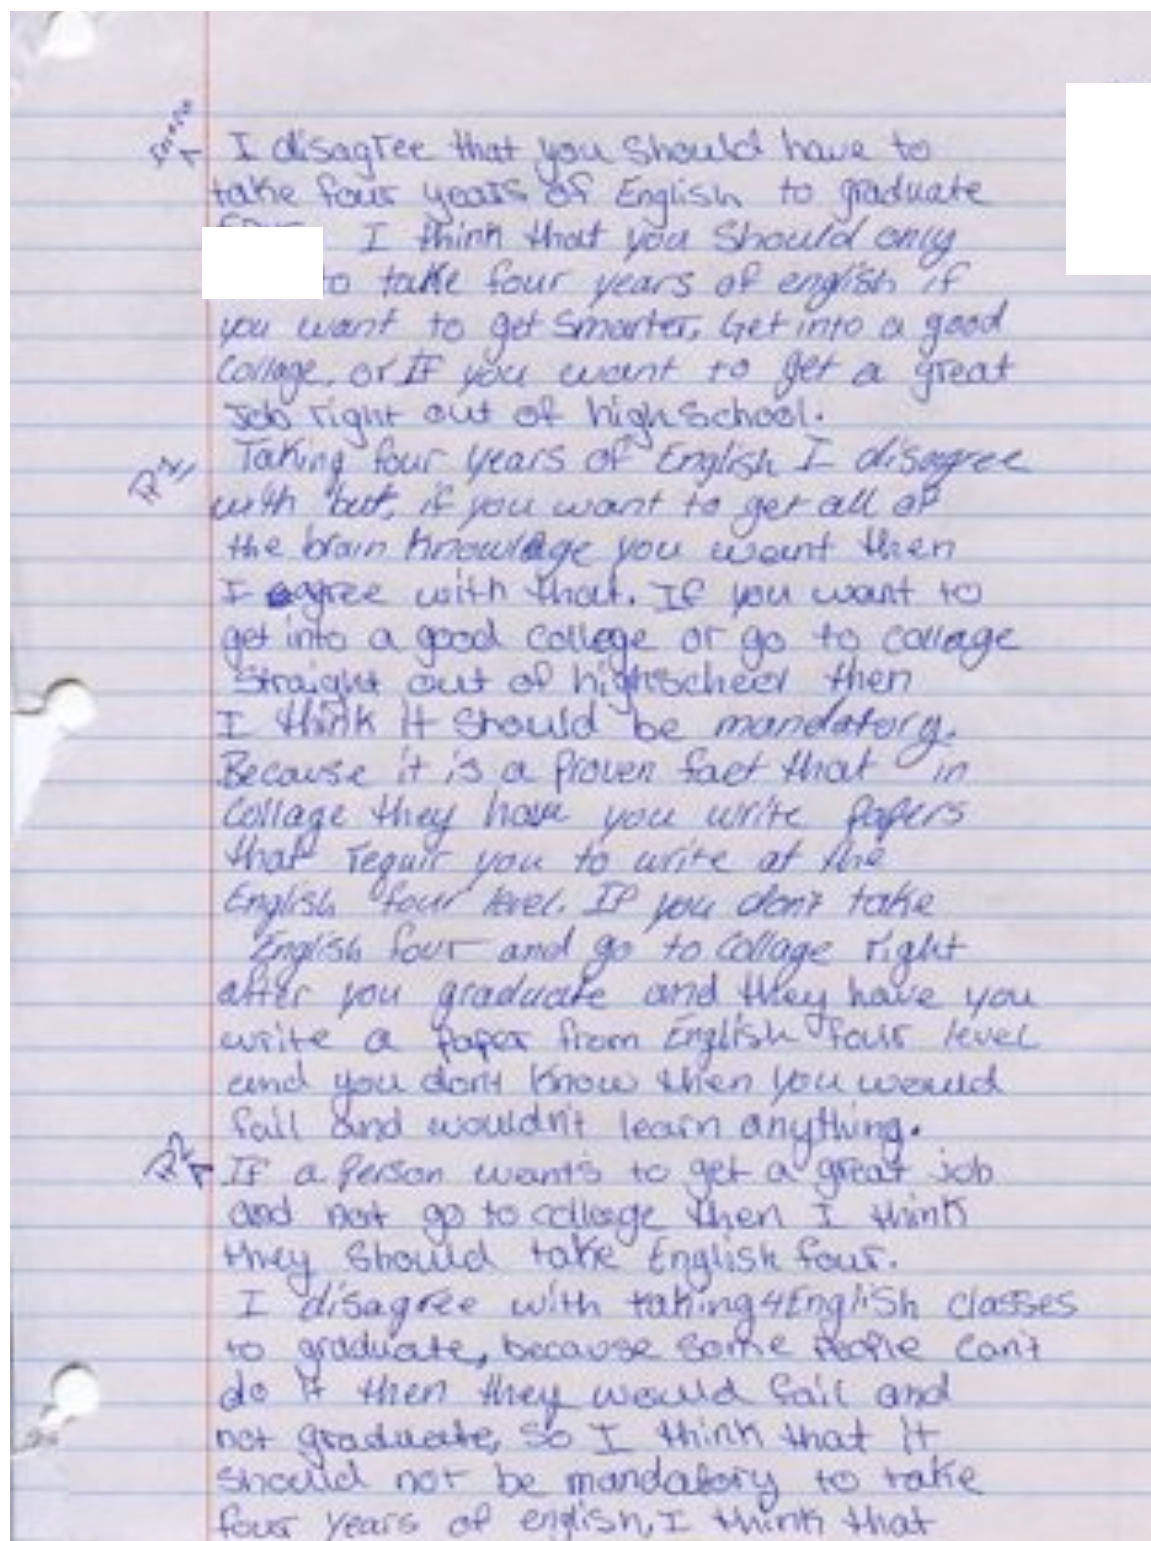 I disagree that you should have to
take four years of English to graduate
I think that you should only
to take four years of english if
you want to get smarter, Get into a good
Collage, or If you want to get a great
Job right out of high school.
P1
Taking four years of English I disagree
with but, if you want to get all of
the brain knowledge you want then
I agree with that. If you want to
get into a good college or go to collage
straight out of highschool then
I think it should be mandatory.
Because it is a proven fact that in
Collage they have you write papers
that requir you to write at the
English four level. If you don't take
English four and go to Collage right
after you graduate and they have you
write a paper from English four level
and you don't know then you would
fail and wouldn't learn anything.
P2
If a person wants to get a great job
and not go to college then I think
they should take English four.
I disagree with taking 4 English classes
to graduate, because some people can't
do it then they would fail and
not graduate, so I think that it
should not be mandatory to take
four years of english, I think that